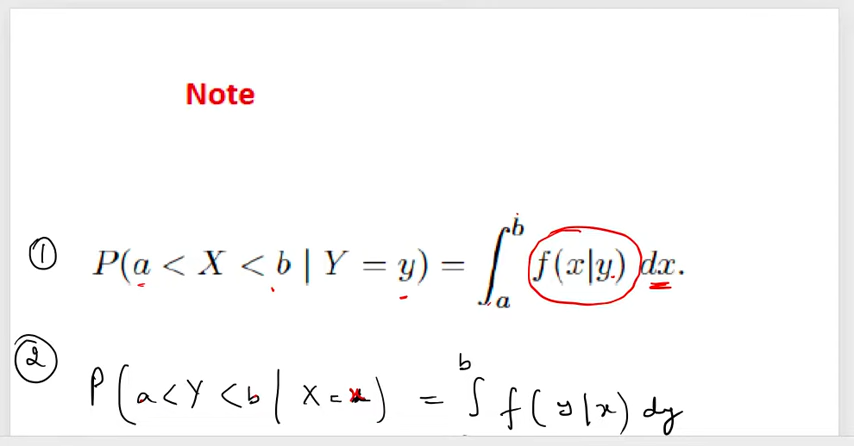 Note
① P(a < X < b | Y = y) = ∫_a^b f(x|y) dx.
② P(a<Y<b | X=x) = ∫^b f(y|x) dy